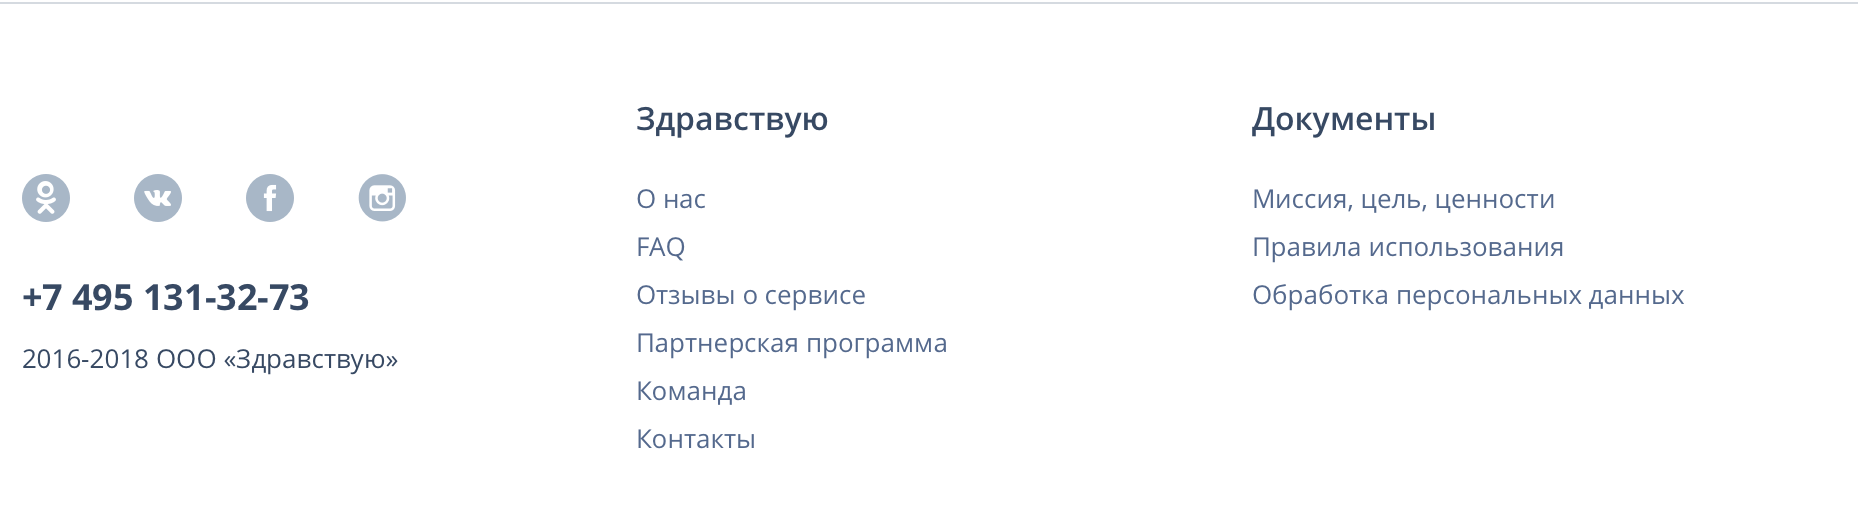 +7 495 131-32-73
2016-2018 ООО «Здравствую»
Здравствую
О нас
FAQ
Отзывы о сервисе
Партнерская программа
Команда
Контакты
Документы
Миссия, цель, ценности
Правила использования
Обработка персональных данных